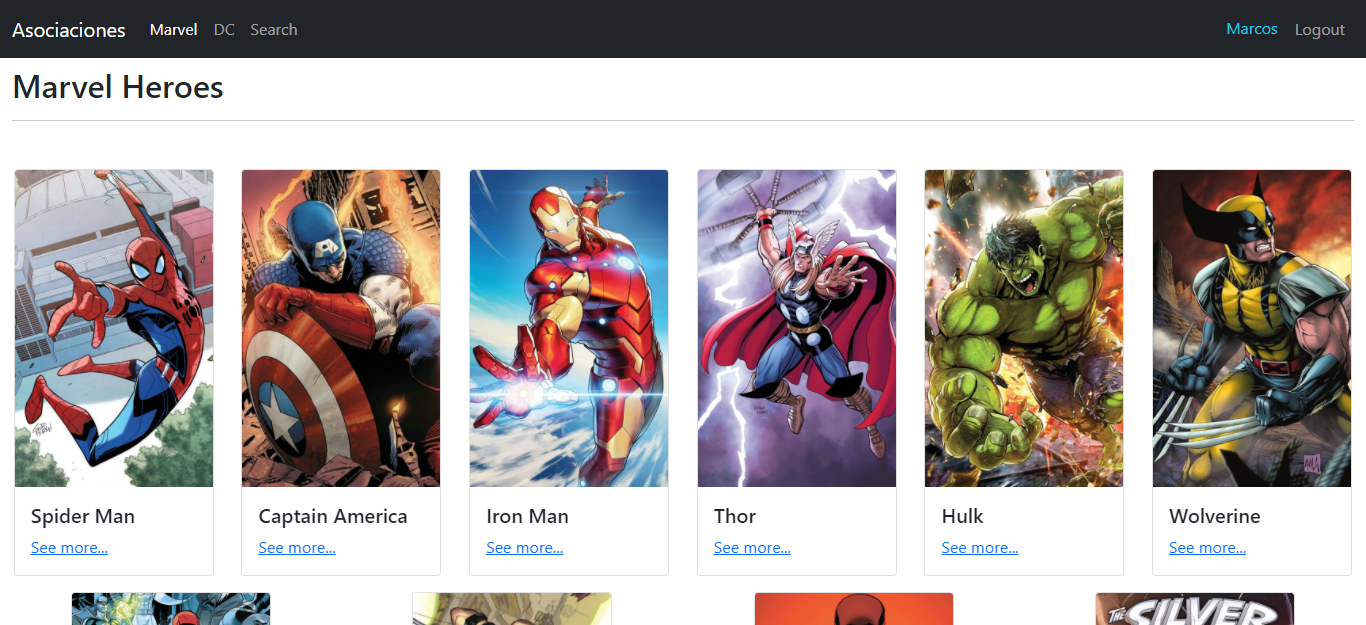 Asociaciones Marvel DC Search Marcos Logout
Marvel Heroes
Spider Man
See more...
Captain America
See more...
Iron Man
See more...
Thor
See more...
Hulk
See more...
Wolverine
See more...
THE SILVER